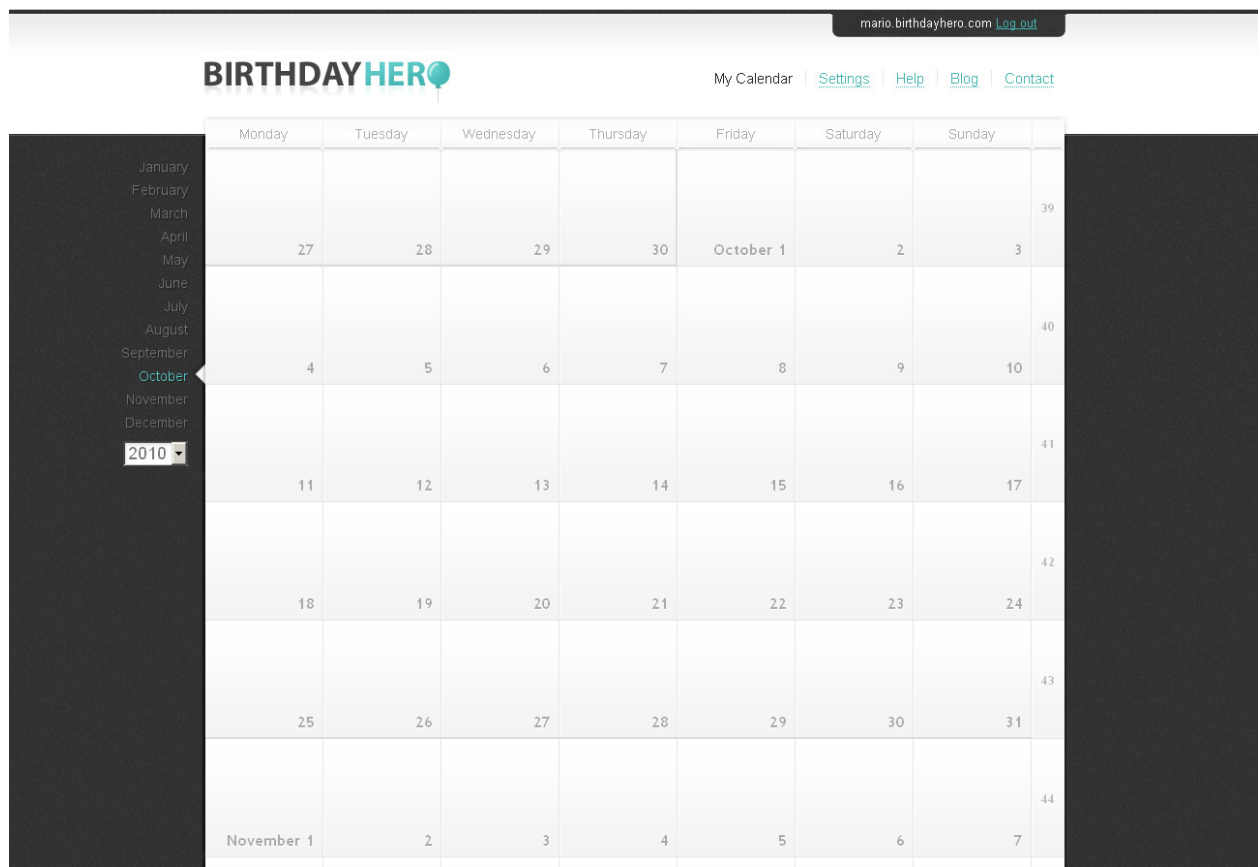 mario.birthdayhero.com Log out
BIRTHDAYHERO
My Calendar Settings Help Blog Contact
Monday Tuesday Wednesday Thursday Friday Saturday Sunday
January
February
March
April
May
June
July
August
September
October
November
December
2010
39
27 28 29 30 October 1 2 3
40
4 5 6 7 8 9 10
41
11 12 13 14 15 16 17
42
18 19 20 21 22 23 24
43
25 26 27 28 29 30 31
44
November 1 2 3 4 5 6 7